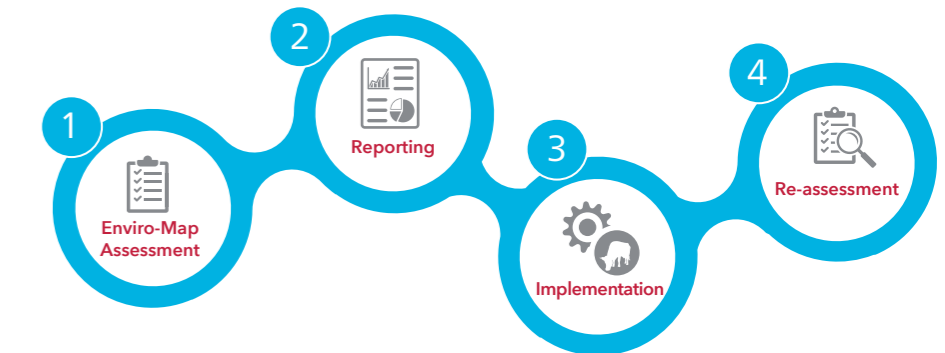 1
Enviro-Map
Assessment
2
Reporting
3
Implementation
4
Re-assessment